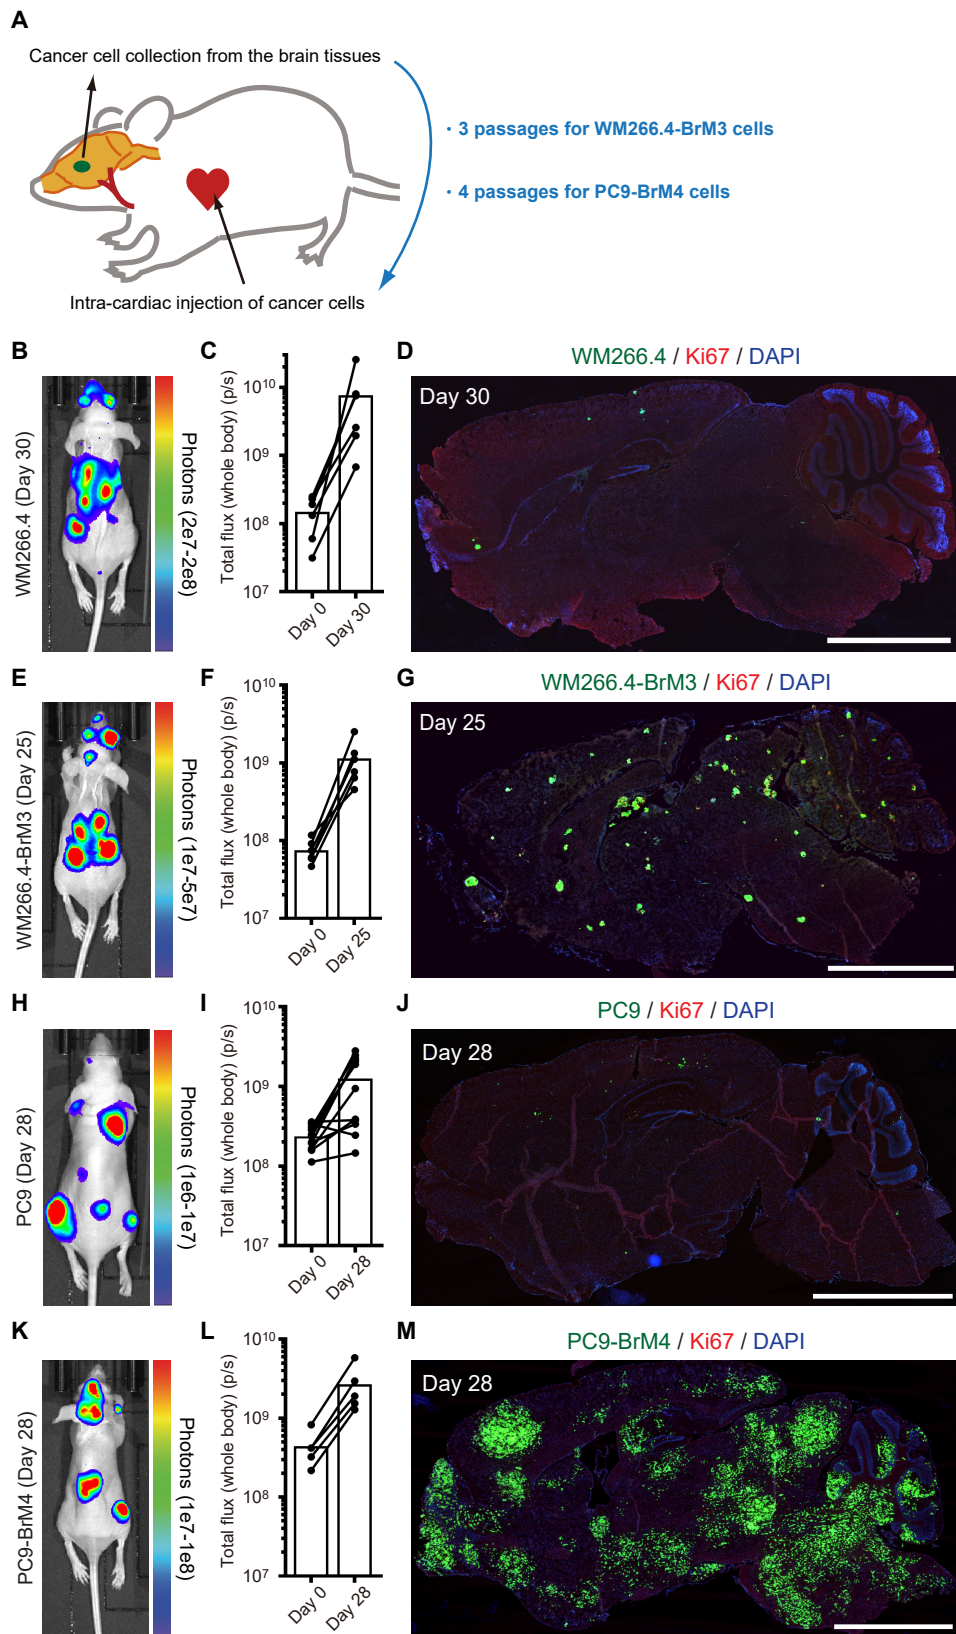 A
Cancer cell collection from the brain tissues
· 3 passages for WM266.4-BrM3 cells
· 4 passages for PC9-BrM4 cells
Intra-cardiac injection of cancer cells
B
WM266.4 (Day 30)
Photons (2e7-2e8)
C
Total flux (whole body) (p/s)
10¹⁰
10⁹
10⁸
10⁷
Day 0
Day 30
D
WM266.4 / Ki67 / DAPI
Day 30
E
WM266.4-BrM3 (Day 25)
Photons (1e7-5e7)
F
Total flux (whole body) (p/s)
10¹⁰
10⁹
10⁸
10⁷
Day 0
Day 25
G
WM266.4-BrM3 / Ki67 / DAPI
Day 25
H
PC9 (Day 28)
Photons (1e6-1e7)
I
Total flux (whole body) (p/s)
10¹⁰
10⁹
10⁸
10⁷
Day 0
Day 28
J
PC9 / Ki67 / DAPI
Day 28
K
PC9-BrM4 (Day 28)
Photons (1e7-1e8)
L
Total flux (whole body) (p/s)
10¹⁰
10⁹
10⁸
10⁷
Day 0
Day 28
M
PC9-BrM4 / Ki67 / DAPI
Day 28